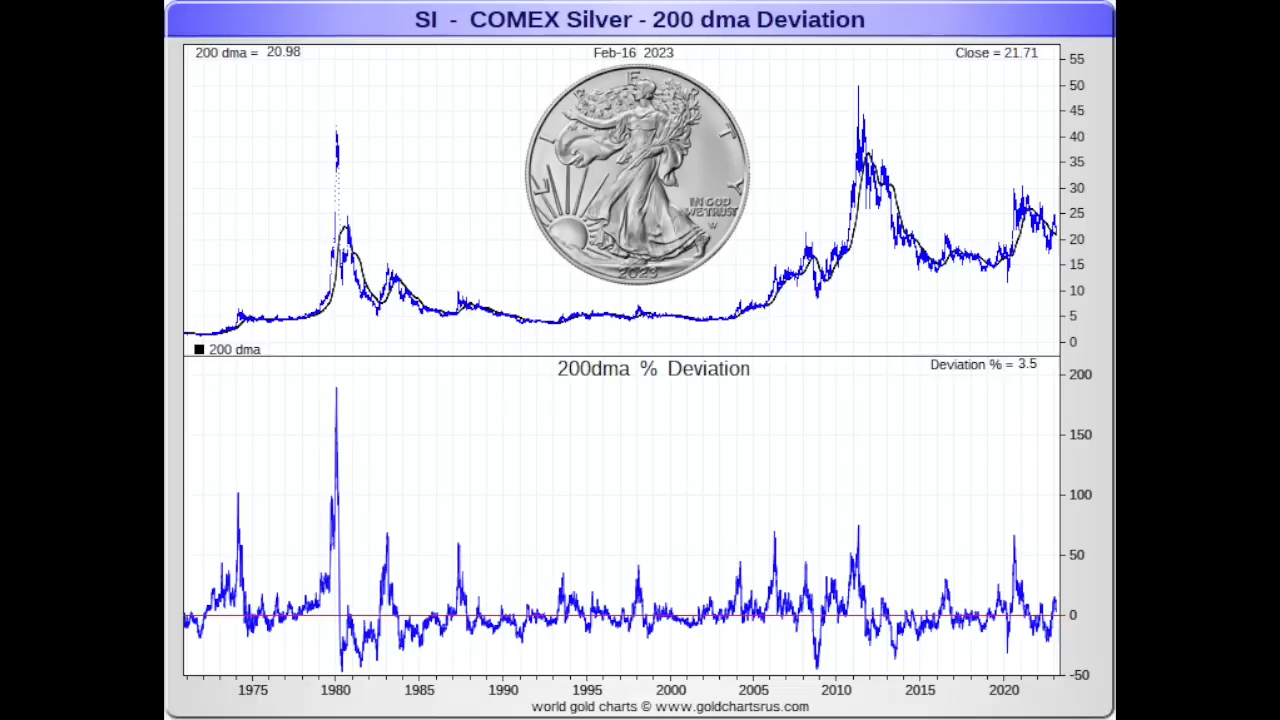 SI - COMEX Silver - 200 dma Deviation
200 dma = 20.98
Feb-16 2023
Close = 21.71
LIBERTY
IN GOD
WE TRUST
W
2023
55
50
45
40
35
30
25
20
15
10
5
0
200 dma
200dma % Deviation
Deviation % = 3.5
200
150
100
50
0
-50
1975 1980 1985 1990 1995 2000 2005 2010 2015 2020
world gold charts © www.goldchartsrus.com